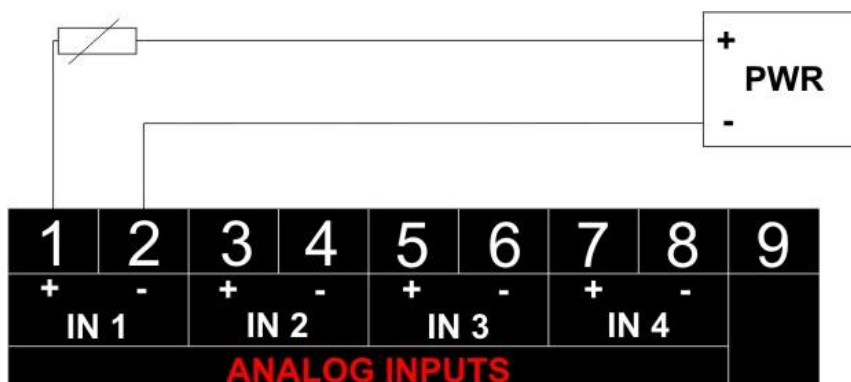 +
PWR
-
1 2 3 4 5 6 7 8 9
+ - + - + - + -
IN 1 IN 2 IN 3 IN 4
ANALOG INPUTS